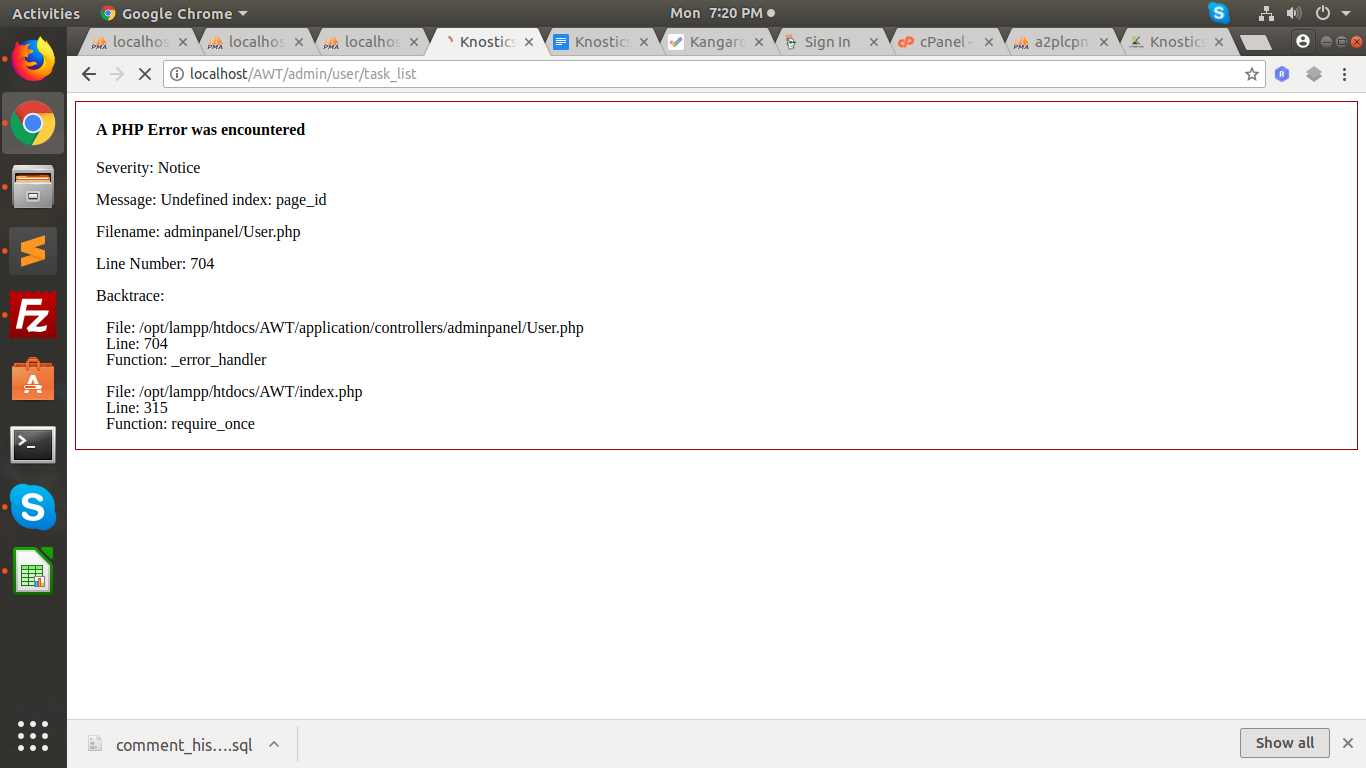 Activities Google Chrome Mon 7:20 PM
PMA localhos PMA localhos PMA localhos Knostics Knostics Kangaro Sign In cP cPanel - PMA a2plcpn Knostics
localhost/AWT/admin/user/task_list
A PHP Error was encountered
Severity: Notice
Message: Undefined index: page_id
Filename: adminpanel/User.php
Line Number: 704
Backtrace:
File: /opt/lampp/htdocs/AWT/application/controllers/adminpanel/User.php
Line: 704
Function: _error_handler
File: /opt/lampp/htdocs/AWT/index.php
Line: 315
Function: require_once
comment_his....sql
Show all